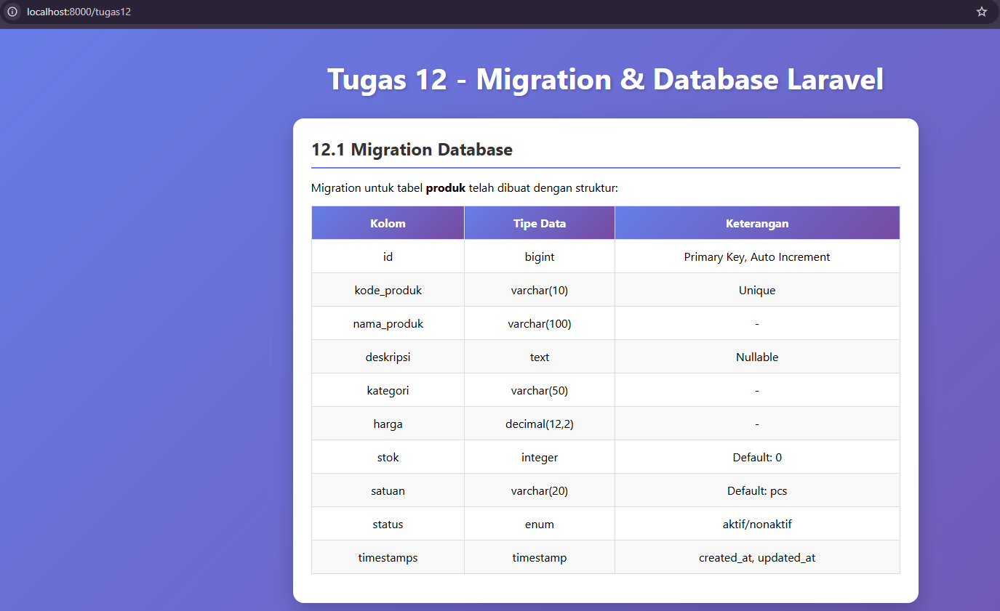 localhost:8000/tugas12
Tugas 12 - Migration & Database Laravel
12.1 Migration Database
Migration untuk tabel produk telah dibuat dengan struktur:
Kolom Tipe Data Keterangan
id bigint Primary Key, Auto Increment
kode_produk varchar(10) Unique
nama_produk varchar(100) -
deskripsi text Nullable
kategori varchar(50) -
harga decimal(12,2) -
stok integer Default: 0
satuan varchar(20) Default: pcs
status enum aktif/nonaktif
timestamps timestamp created_at, updated_at